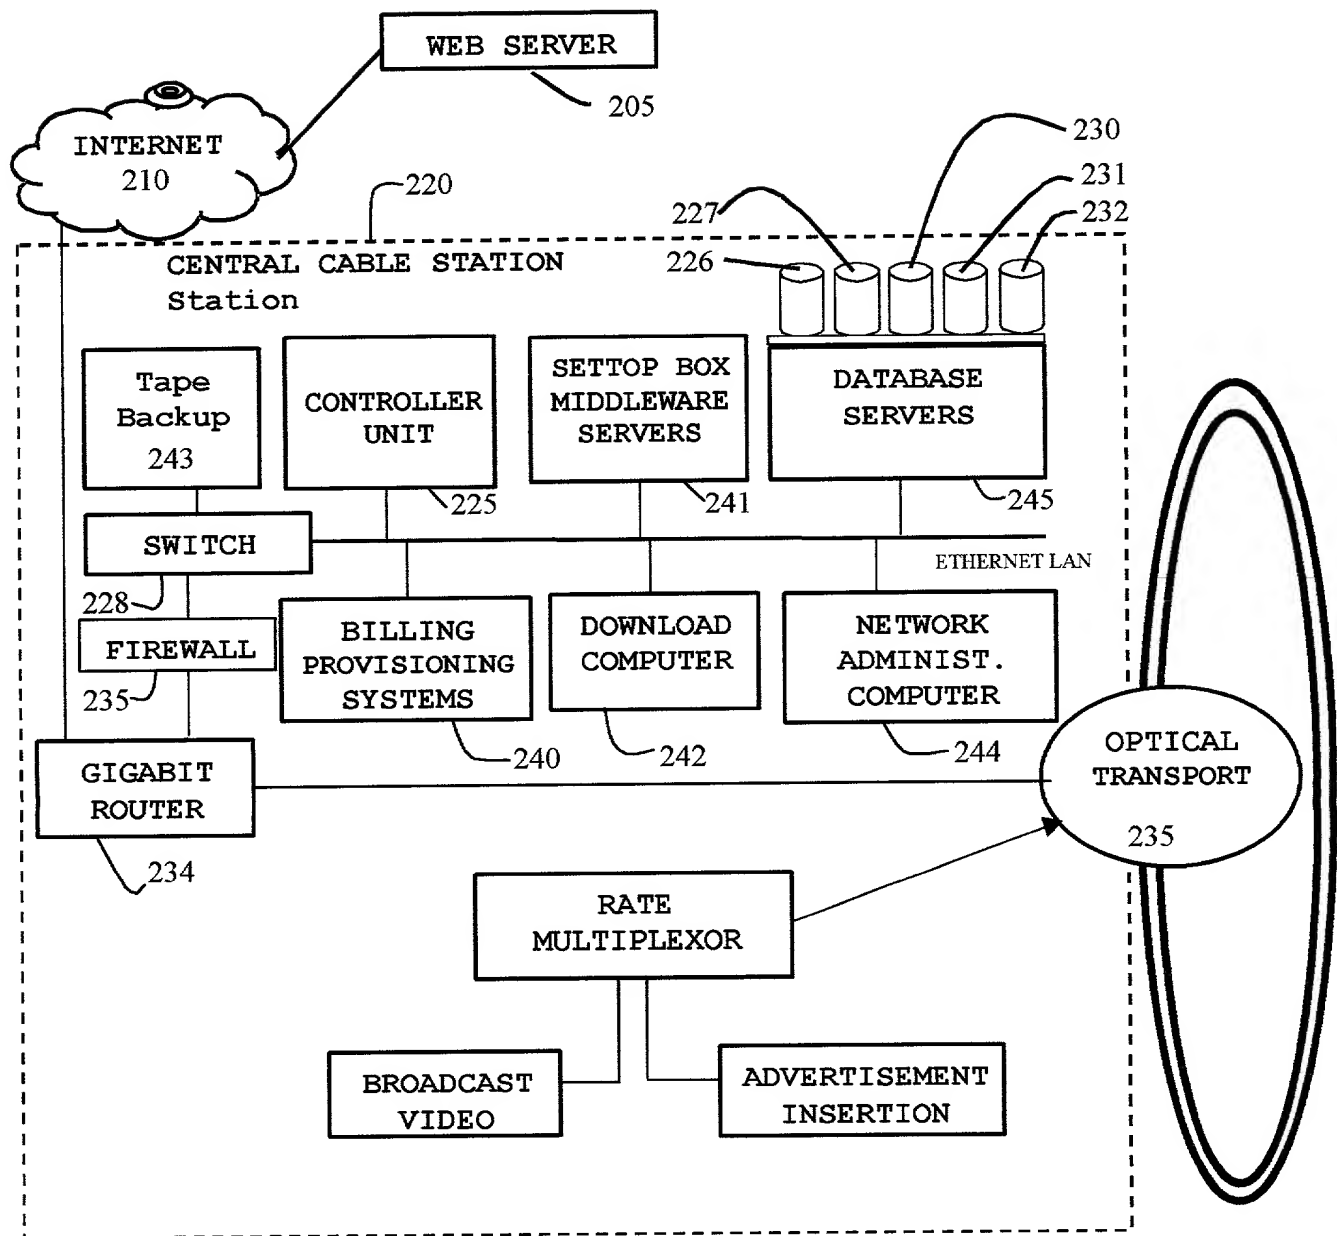 WEB SERVER
205
INTERNET
210
220
230
231
227
232
226
CENTRAL CABLE STATION
Station
Tape
Backup
243
CONTROLLER
UNIT
225
SETTOP BOX
MIDDLEWARE
SERVERS
241
DATABASE
SERVERS
245
SWITCH
228
ETHERNET LAN
FIREWALL
235
BILLING
PROVISIONING
SYSTEMS
240
DOWNLOAD
COMPUTER
242
NETWORK
ADMINIST.
COMPUTER
244
GIGABIT
ROUTER
234
OPTICAL
TRANSPORT
235
RATE
MULTIPLEXOR
BROADCAST
VIDEO
ADVERTISEMENT
INSERTION